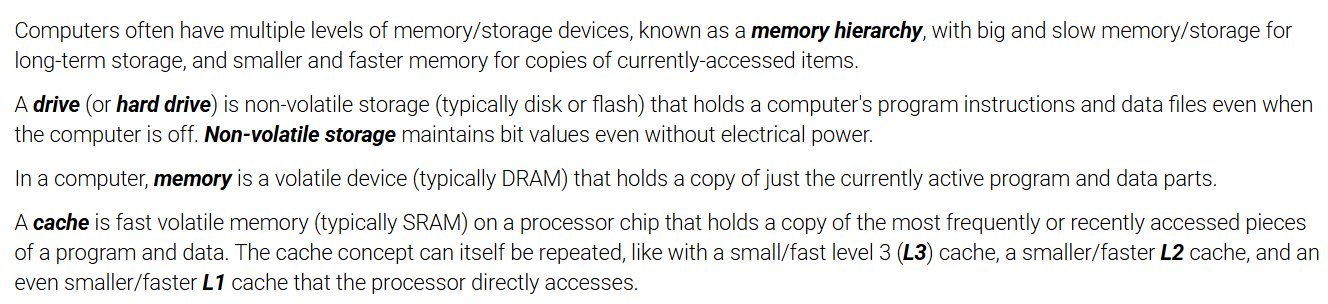 Computers often have multiple levels of memory/storage devices, known as a memory hierarchy, with big and slow memory/storage for
long-term storage, and smaller and faster memory for copies of currently-accessed items.
A drive (or hard drive) is non-volatile storage (typically disk or flash) that holds a computer's program instructions and data files even when
the computer is off. Non-volatile storage maintains bit values even without electrical power.
In a computer, memory is a volatile device (typically DRAM) that holds a copy of just the currently active program and data parts.
A cache is fast volatile memory (typically SRAM) on a processor chip that holds a copy of the most frequently or recently accessed pieces
of a program and data. The cache concept can itself be repeated, like with a small/fast level 3 (L3) cache, a smaller/faster L2 cache, and an
even smaller/faster L1 cache that the processor directly accesses.